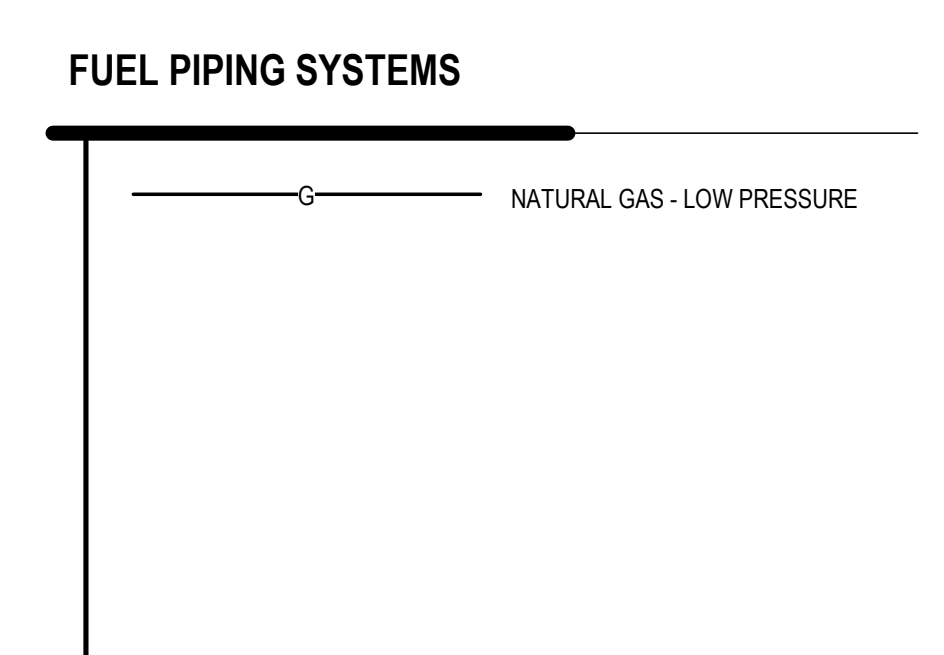 FUEL PIPING SYSTEMS
G NATURAL GAS - LOW PRESSURE